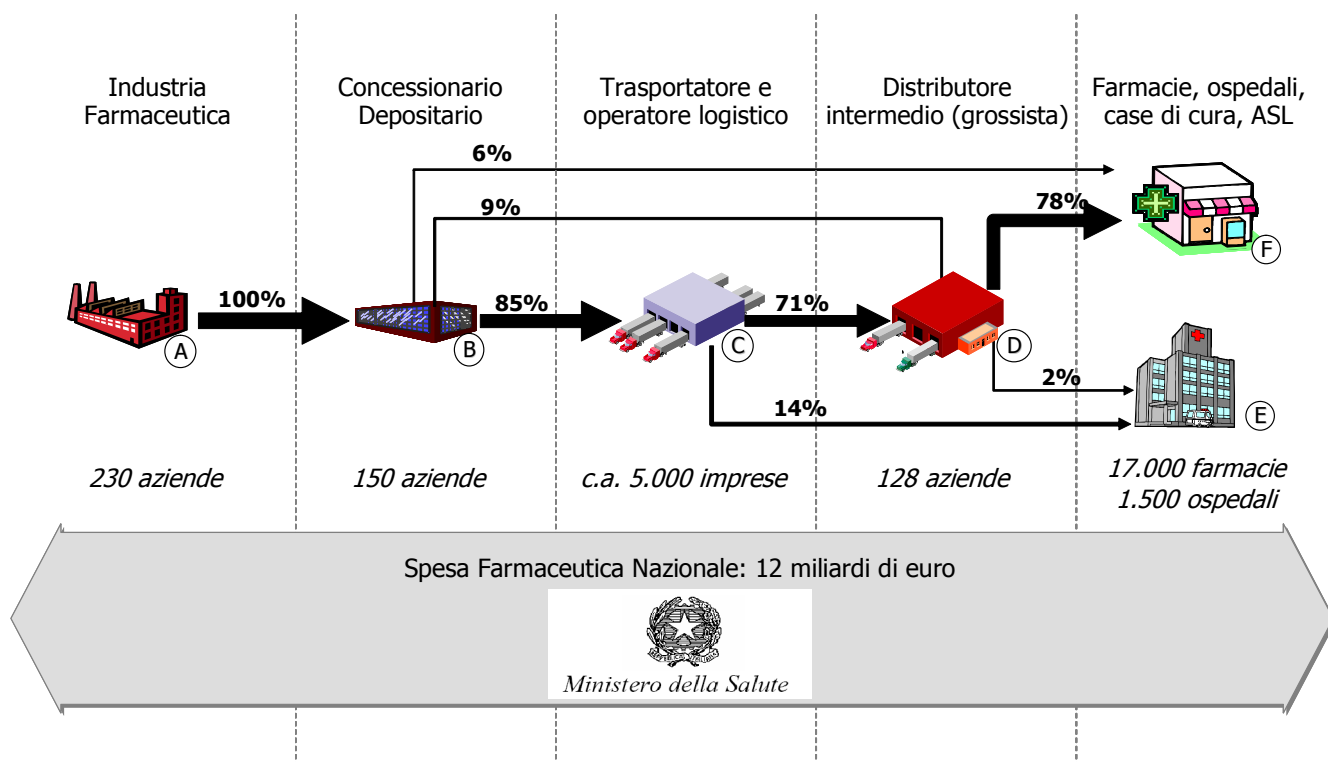 Industria
Farmaceutica
Concessionario
Depositario
Trasportatore e
operatore logistico
Distributore
intermedio (grossista)
Farmacie, ospedali,
case di cura, ASL
6%
9%
78%
F
100%
85%
71%
A
B
C
D
2%
14%
E
230 aziende
150 aziende
c.a. 5.000 imprese
128 aziende
17.000 farmacie
1.500 ospedali
Spesa Farmaceutica Nazionale: 12 miliardi di euro
Ministero della Salute